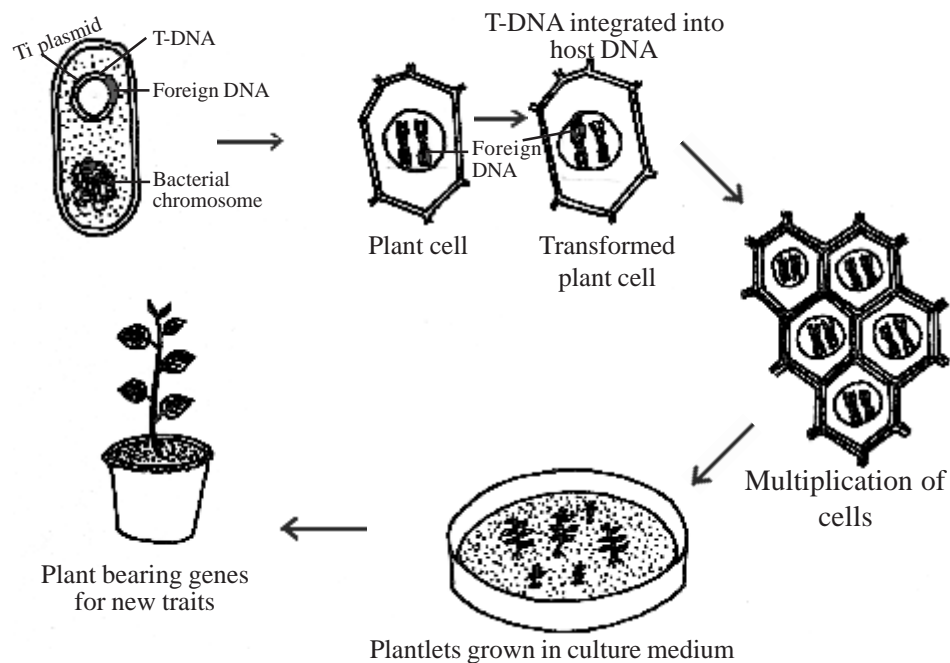 Ti plasmid
T-DNA
Foreign DNA
Bacterial
chromosome
T-DNA integrated into
host DNA
Foreign
DNA
Plant cell
Transformed
plant cell
Multiplication of
cells
Plantlets grown in culture medium
Plant bearing genes
for new traits